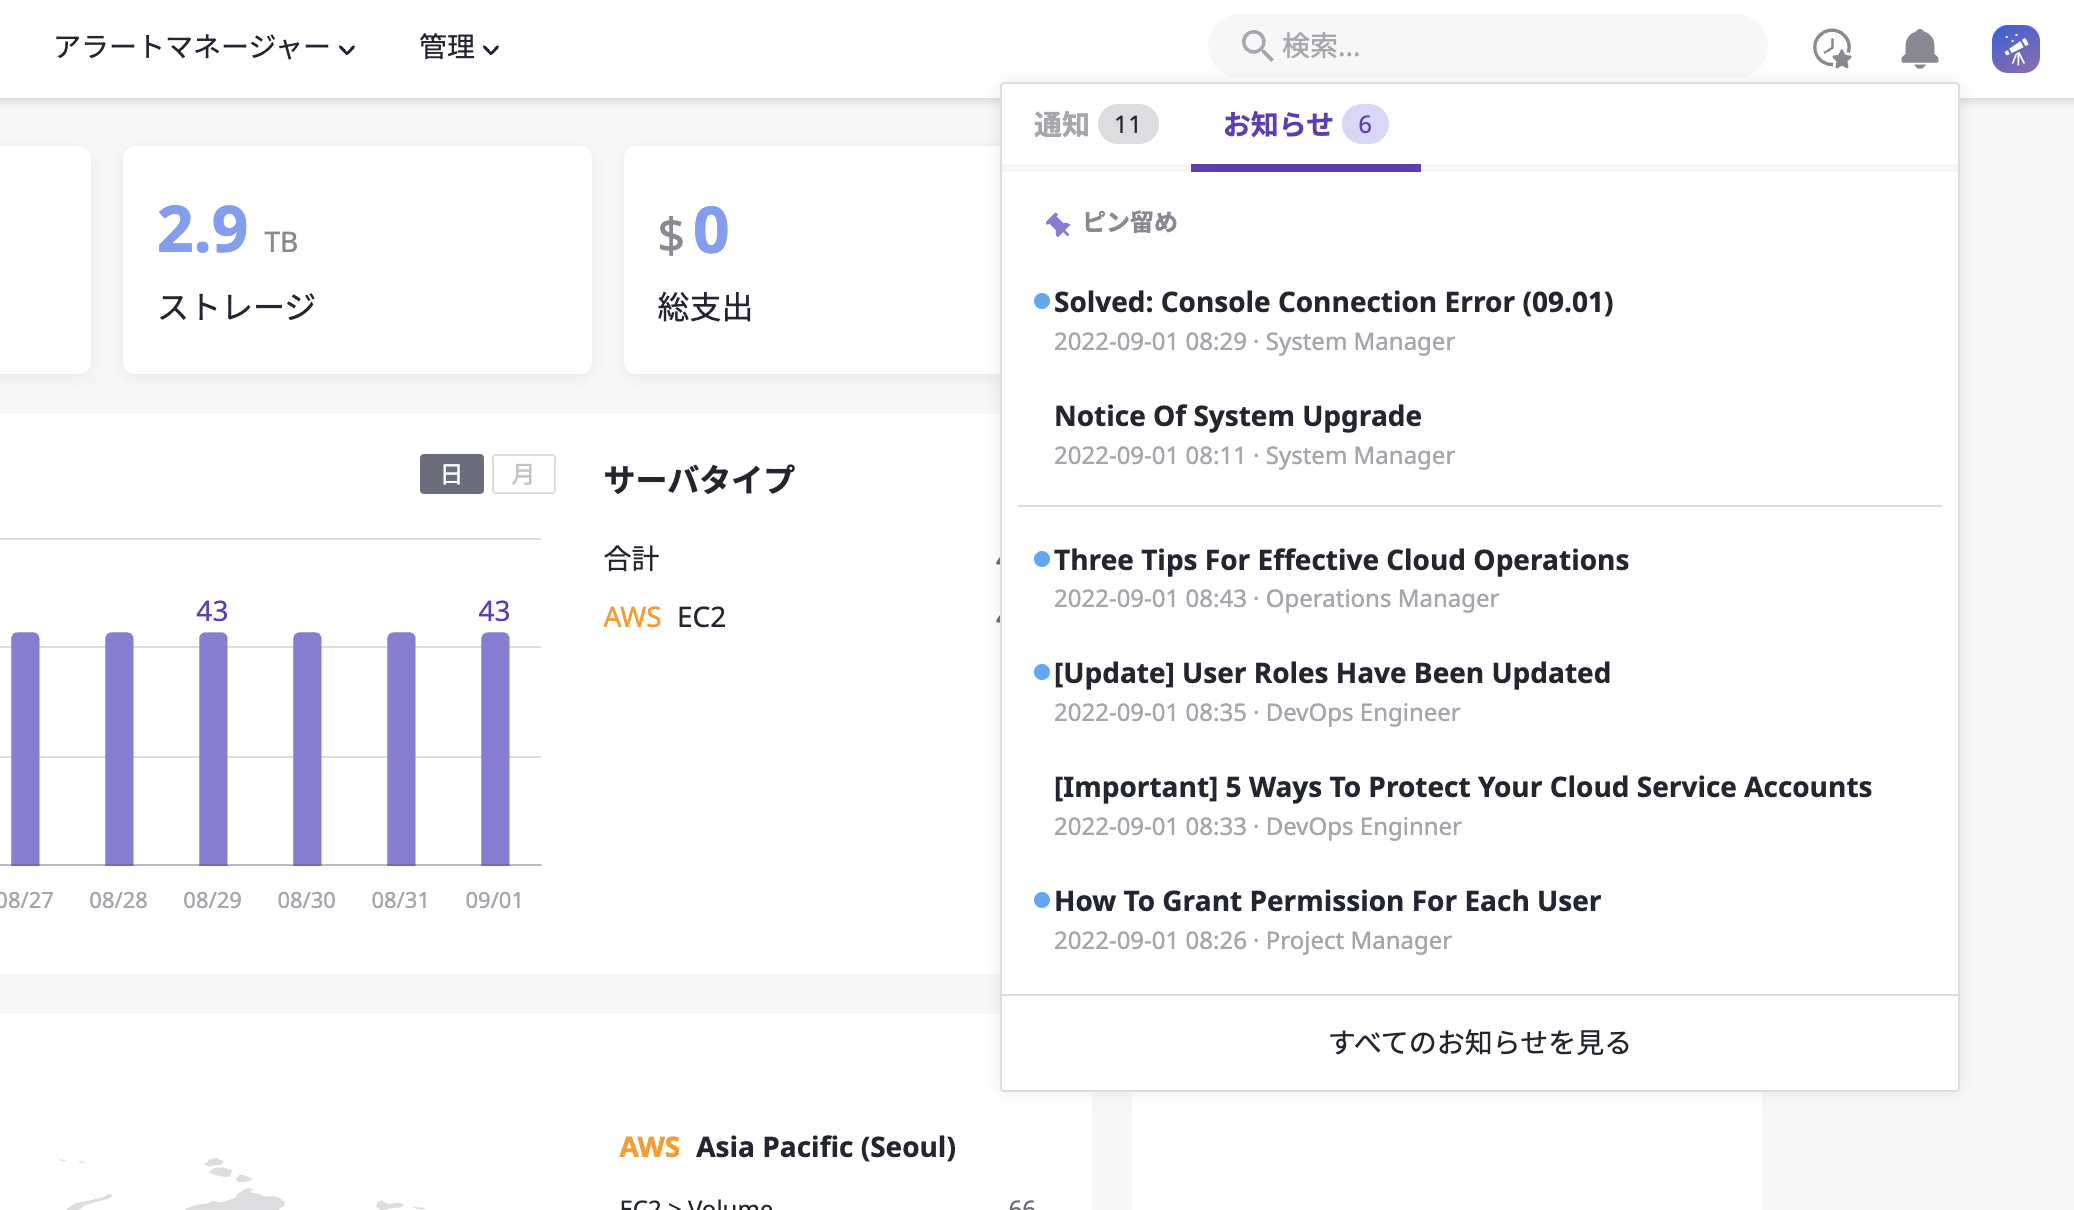 アラートマネージャー
管理
検索...
通知 11
お知らせ 6
2.9 TB
ストレージ
$ 0
総支出
ピン留め
Solved: Console Connection Error (09.01)
2022-09-01 08:29 · System Manager
Notice Of System Upgrade
2022-09-01 08:11 · System Manager
Three Tips For Effective Cloud Operations
2022-09-01 08:43 · Operations Manager
[Update] User Roles Have Been Updated
2022-09-01 08:35 · DevOps Engineer
[Important] 5 Ways To Protect Your Cloud Service Accounts
2022-09-01 08:33 · DevOps Enginner
How To Grant Permission For Each User
2022-09-01 08:26 · Project Manager
すべてのお知らせを見る
日
月
43
43
08/27
08/28
08/29
08/30
08/31
09/01
サーバタイプ
合計
AWS EC2
AWS Asia Pacific (Seoul)
EC2 > Volume
66